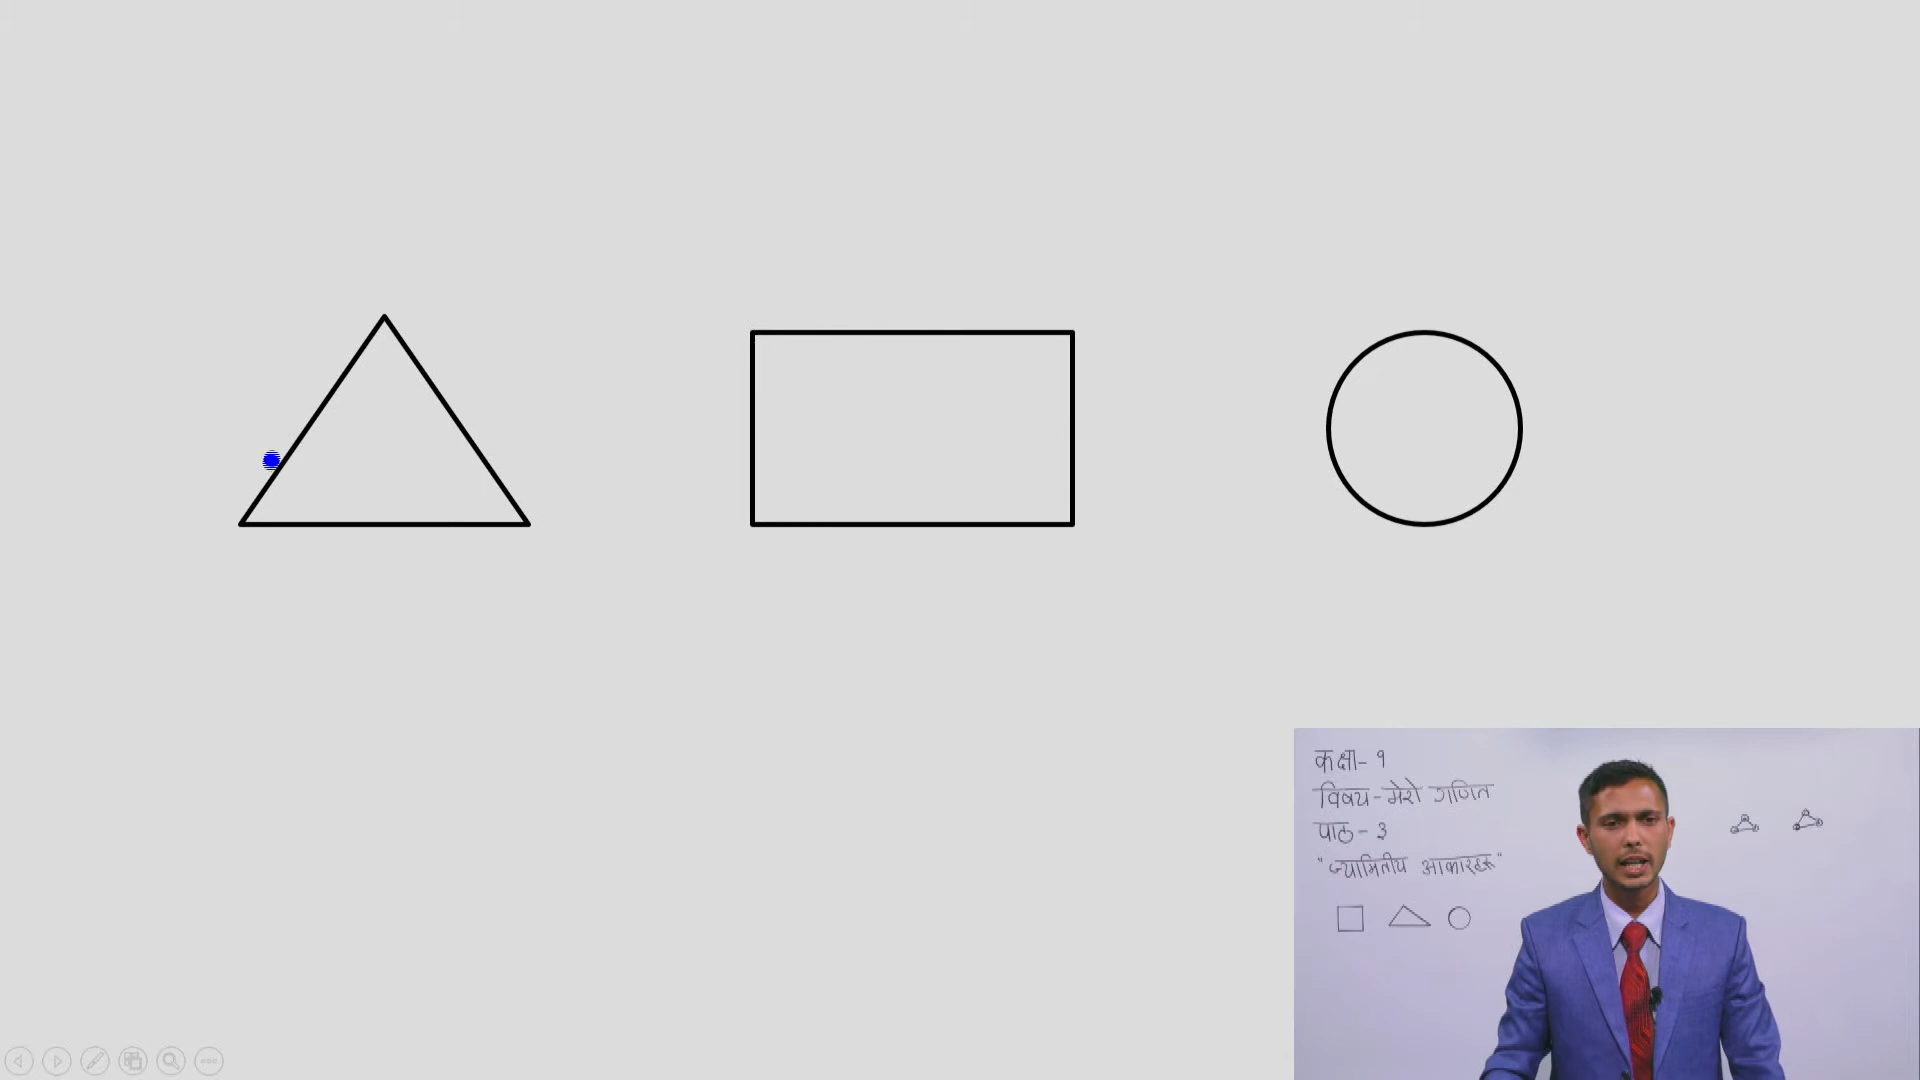 कक्षा- १
विषय- मेरो गणित
पाठ- ३
"ज्यामितीय आकारहरू"